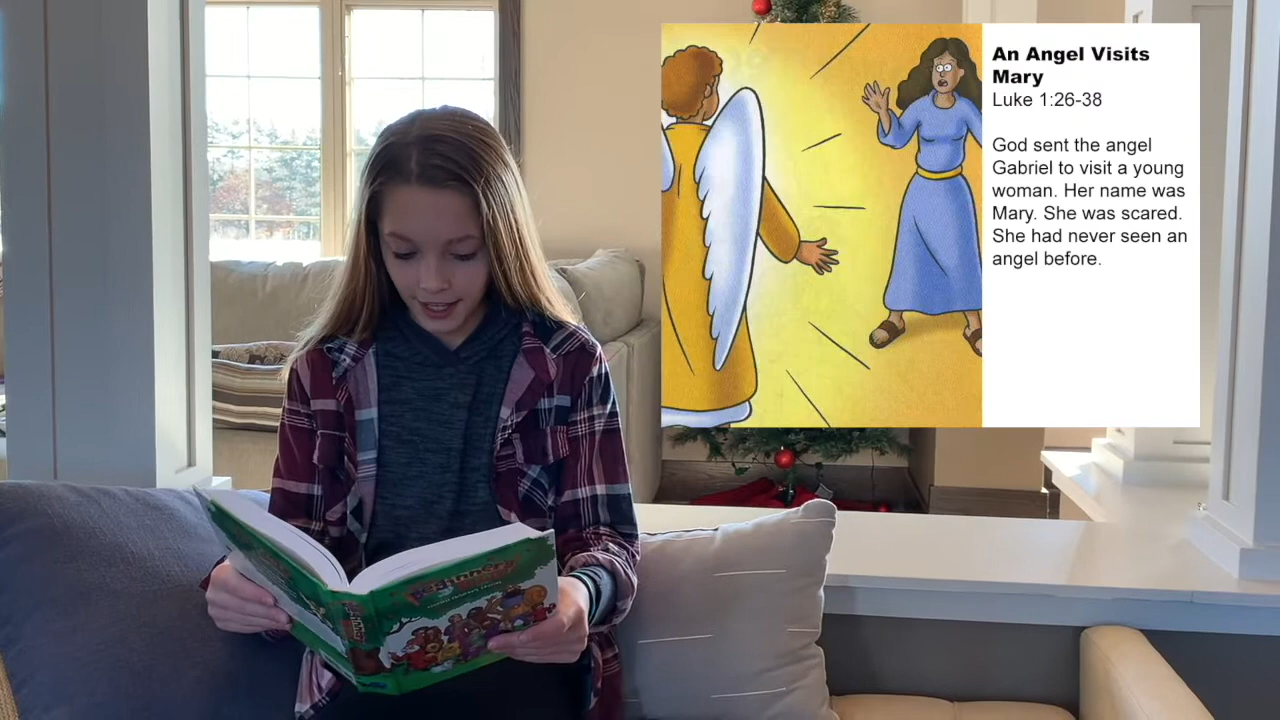 An Angel Visits
Mary
Luke 1:26-38
God sent the angel
Gabriel to visit a young
woman. Her name was
Mary. She was scared.
She had never seen an
angel before.
Beginner's